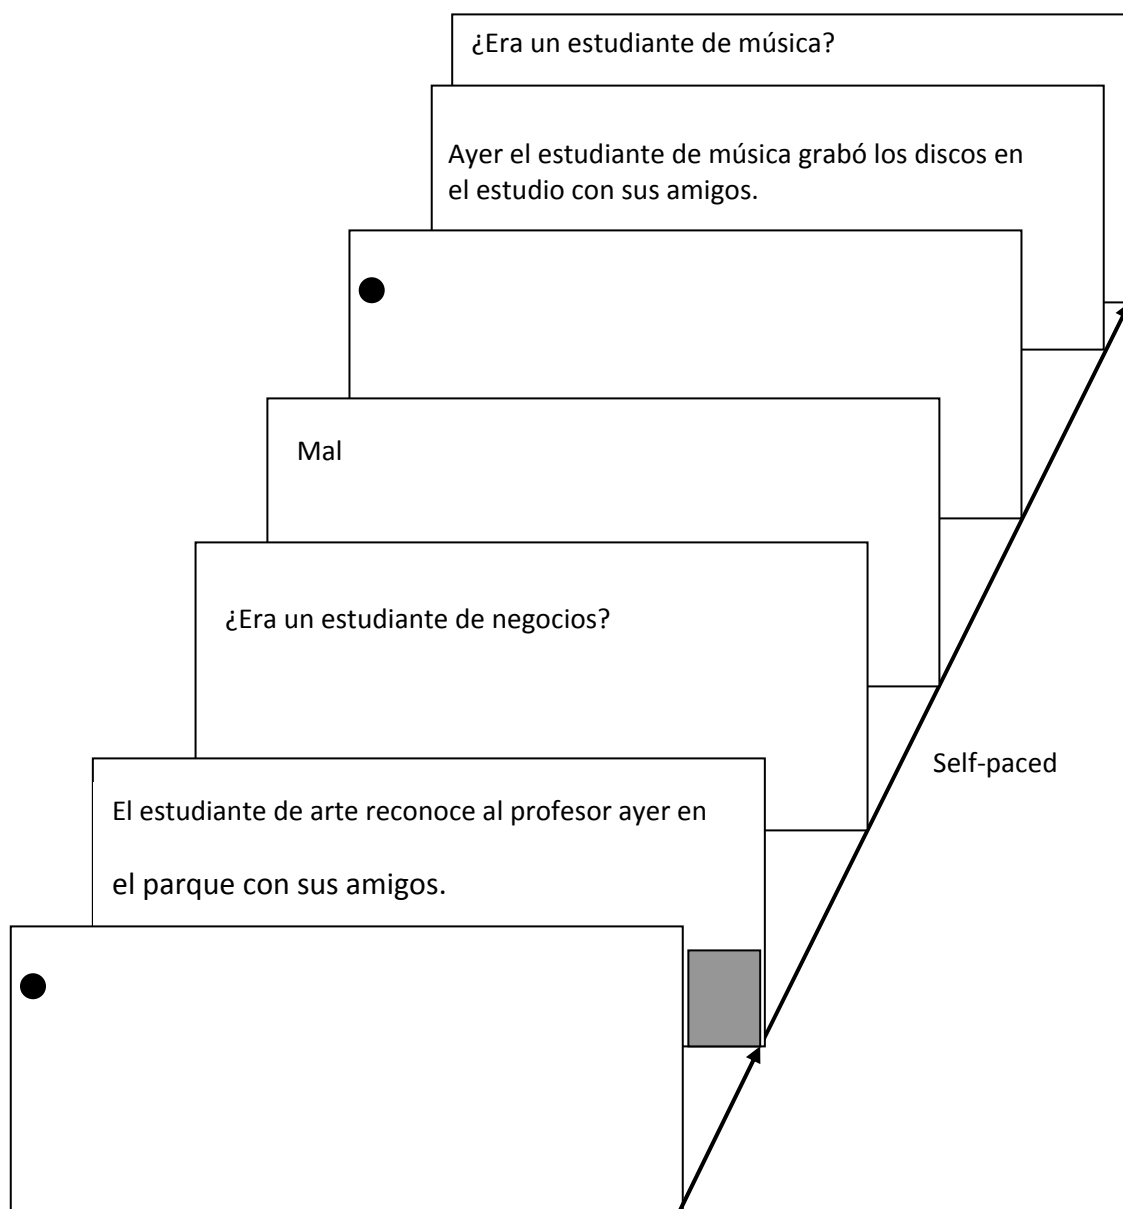 ¿Era un estudiante de música?
Ayer el estudiante de música grabó los discos en
el estudio con sus amigos.
Mal
¿Era un estudiante de negocios?
Self-paced
El estudiante de arte reconoce al profesor ayer en
el parque con sus amigos.